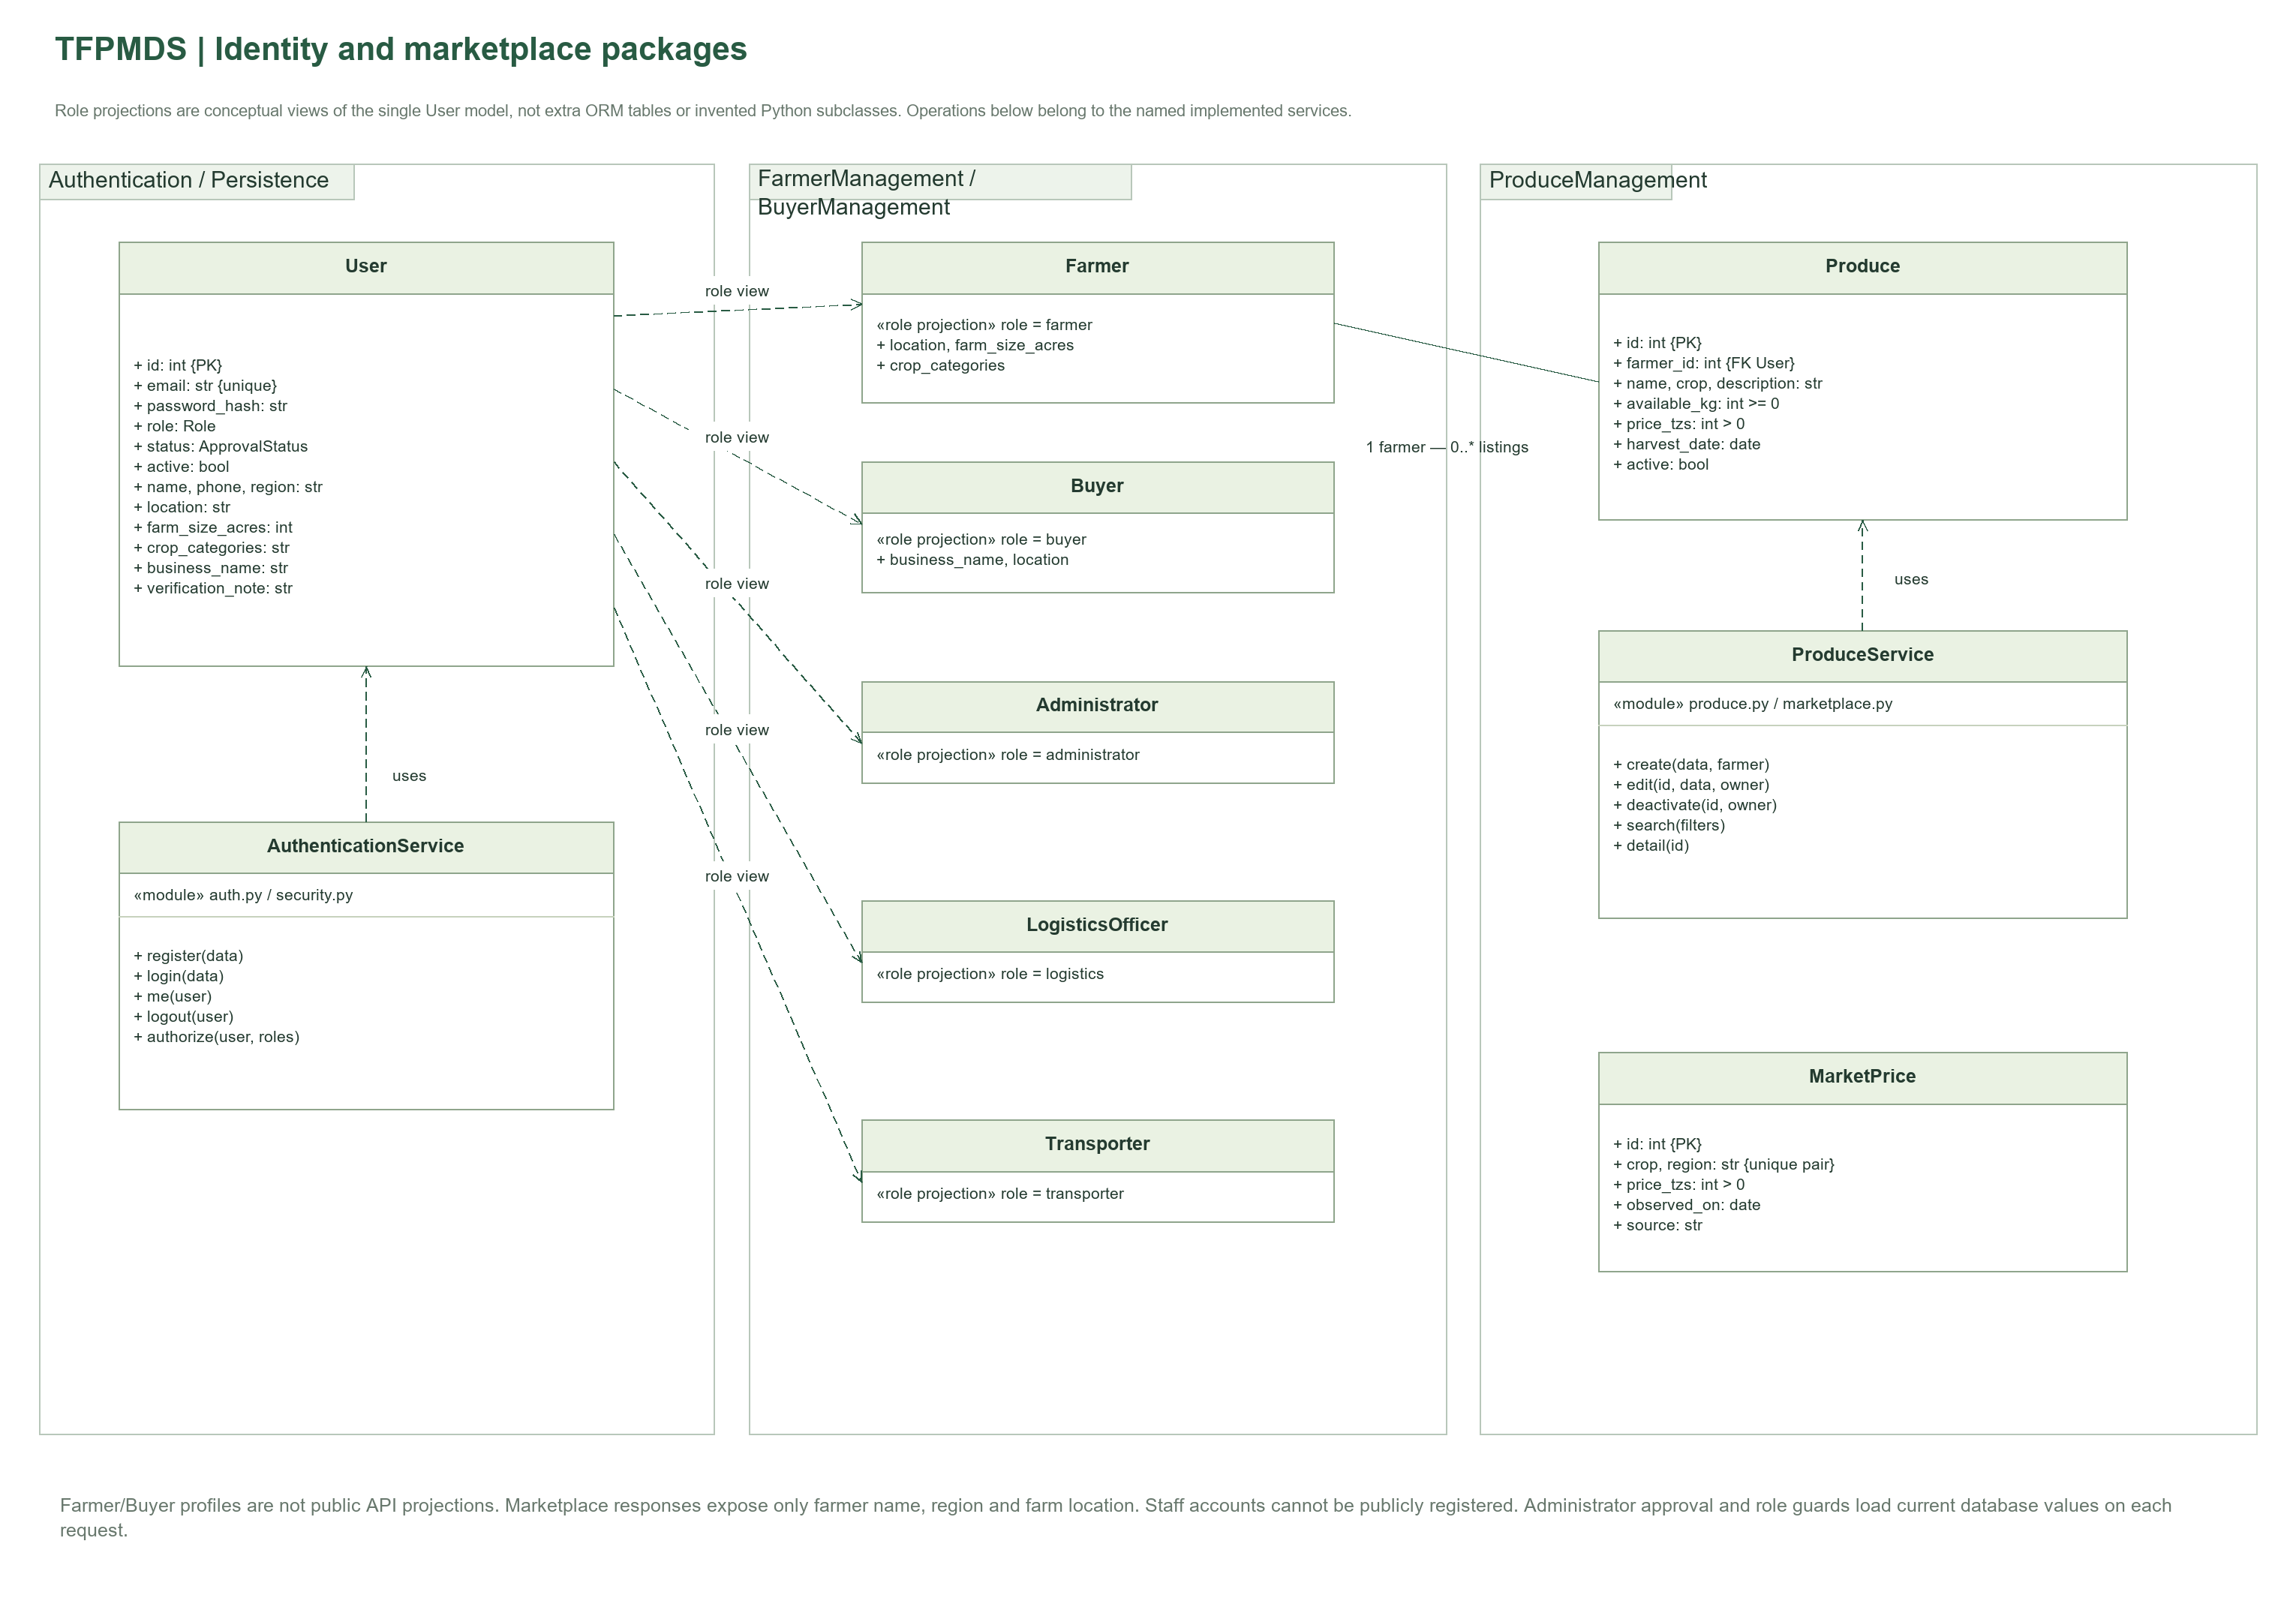 TFPMDS | Identity and marketplace packages
Role projections are conceptual views of the single User model, not extra ORM tables or invented Python subclasses. Operations below belong to the named implemented services.
Authentication / Persistence
User
+ id: int {PK}
+ email: str {unique}
+ password_hash: str
+ role: Role
+ status: ApprovalStatus
+ active: bool
+ name, phone, region: str
+ location: str
+ farm_size_acres: int
+ crop_categories: str
+ business_name: str
+ verification_note: str
uses
AuthenticationService
«module» auth.py / security.py
+ register(data)
+ login(data)
+ me(user)
+ logout(user)
+ authorize(user, roles)
role view
role view
role view
role view
role view
FarmerManagement /
BuyerManagement
Farmer
«role projection» role = farmer
+ location, farm_size_acres
+ crop_categories
Buyer
«role projection» role = buyer
+ business_name, location
Administrator
«role projection» role = administrator
LogisticsOfficer
«role projection» role = logistics
Transporter
«role projection» role = transporter
1 farmer — 0..* listings
ProduceManagement
Produce
+ id: int {PK}
+ farmer_id: int {FK User}
+ name, crop, description: str
+ available_kg: int >= 0
+ price_tzs: int > 0
+ harvest_date: date
+ active: bool
uses
ProduceService
«module» produce.py / marketplace.py
+ create(data, farmer)
+ edit(id, data, owner)
+ deactivate(id, owner)
+ search(filters)
+ detail(id)
MarketPrice
+ id: int {PK}
+ crop, region: str {unique pair}
+ price_tzs: int > 0
+ observed_on: date
+ source: str
Farmer/Buyer profiles are not public API projections. Marketplace responses expose only farmer name, region and farm location. Staff accounts cannot be publicly registered. Administrator approval and role guards load current database values on each
request.